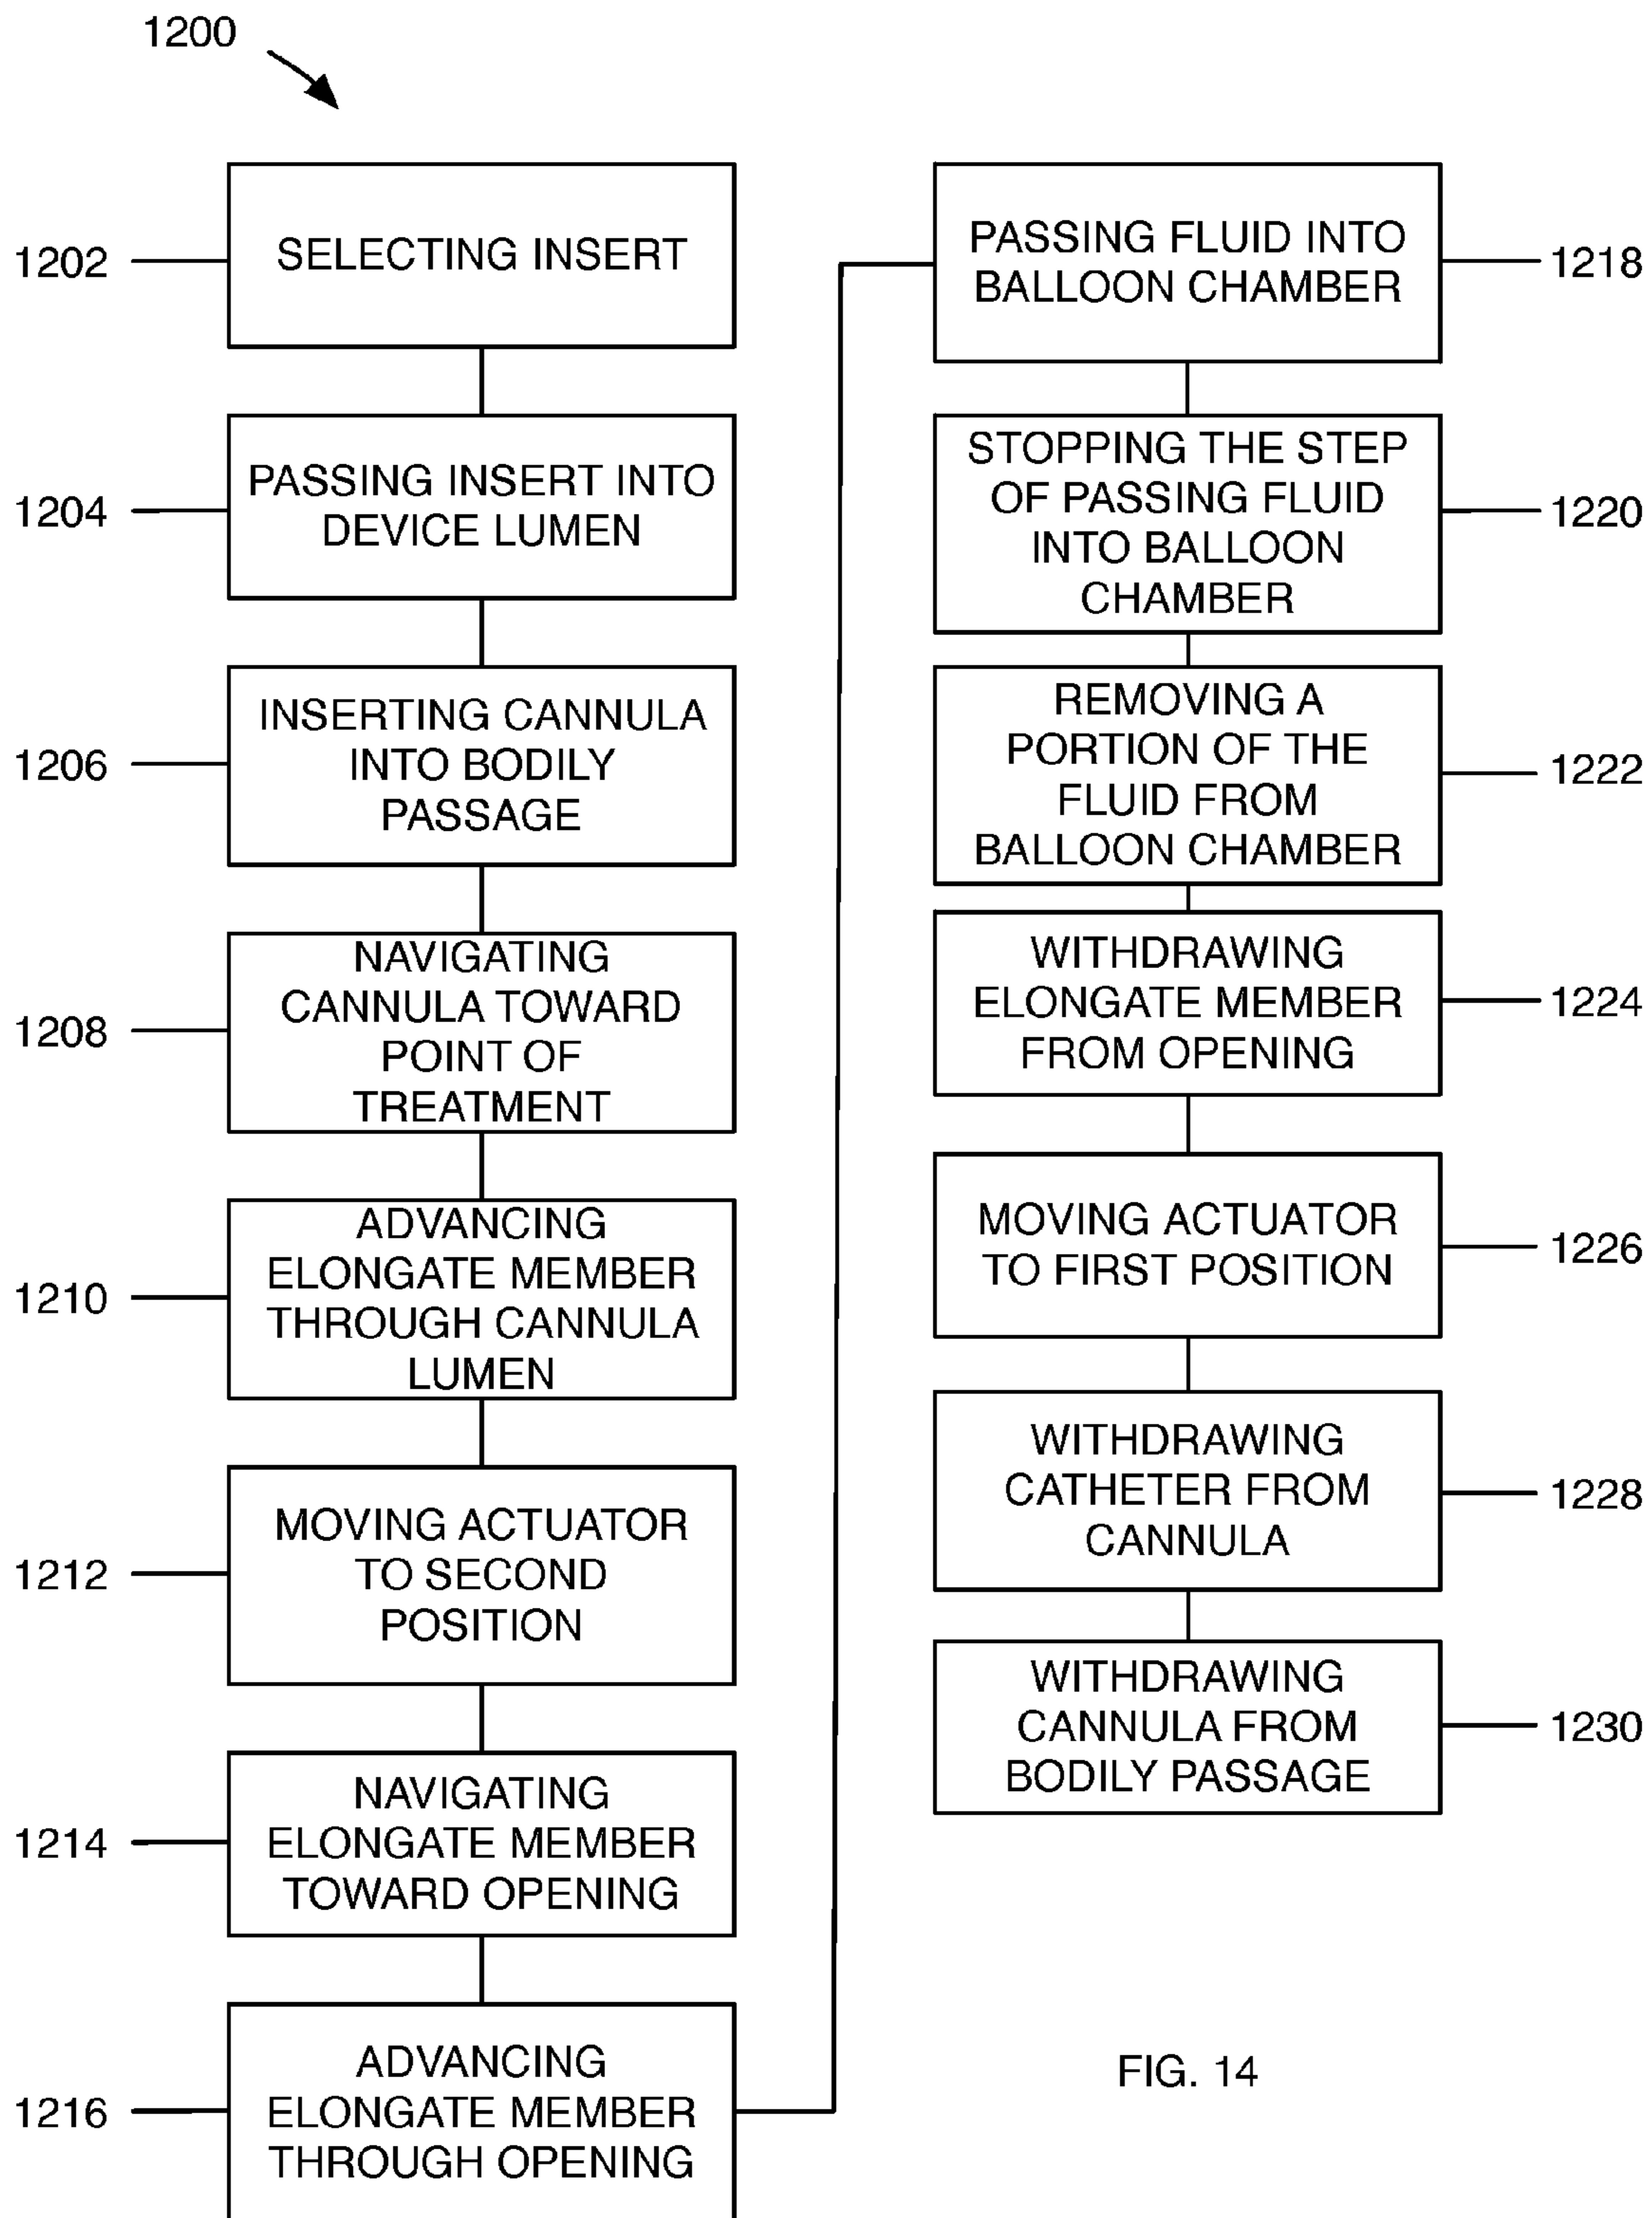 1200
1202
SELECTING INSERT
1204
PASSING INSERT INTO
DEVICE LUMEN
1206
INSERTING CANNULA
INTO BODILY
PASSAGE
1208
NAVIGATING
CANNULA TOWARD
POINT OF
TREATMENT
1210
ADVANCING
ELONGATE MEMBER
THROUGH CANNULA
LUMEN
1212
MOVING ACTUATOR
TO SECOND
POSITION
1214
NAVIGATING
ELONGATE MEMBER
TOWARD OPENING
1216
ADVANCING
ELONGATE MEMBER
THROUGH OPENING
PASSING FLUID INTO
BALLOON CHAMBER
1218
STOPPING THE STEP
OF PASSING FLUID
INTO BALLOON
CHAMBER
1220
REMOVING A
PORTION OF THE
FLUID FROM
BALLOON CHAMBER
1222
WITHDRAWING
ELONGATE MEMBER
FROM OPENING
1224
MOVING ACTUATOR
TO FIRST POSITION
1226
WITHDRAWING
CATHETER FROM
CANNULA
1228
WITHDRAWING
CANNULA FROM
BODILY PASSAGE
1230
FIG. 14